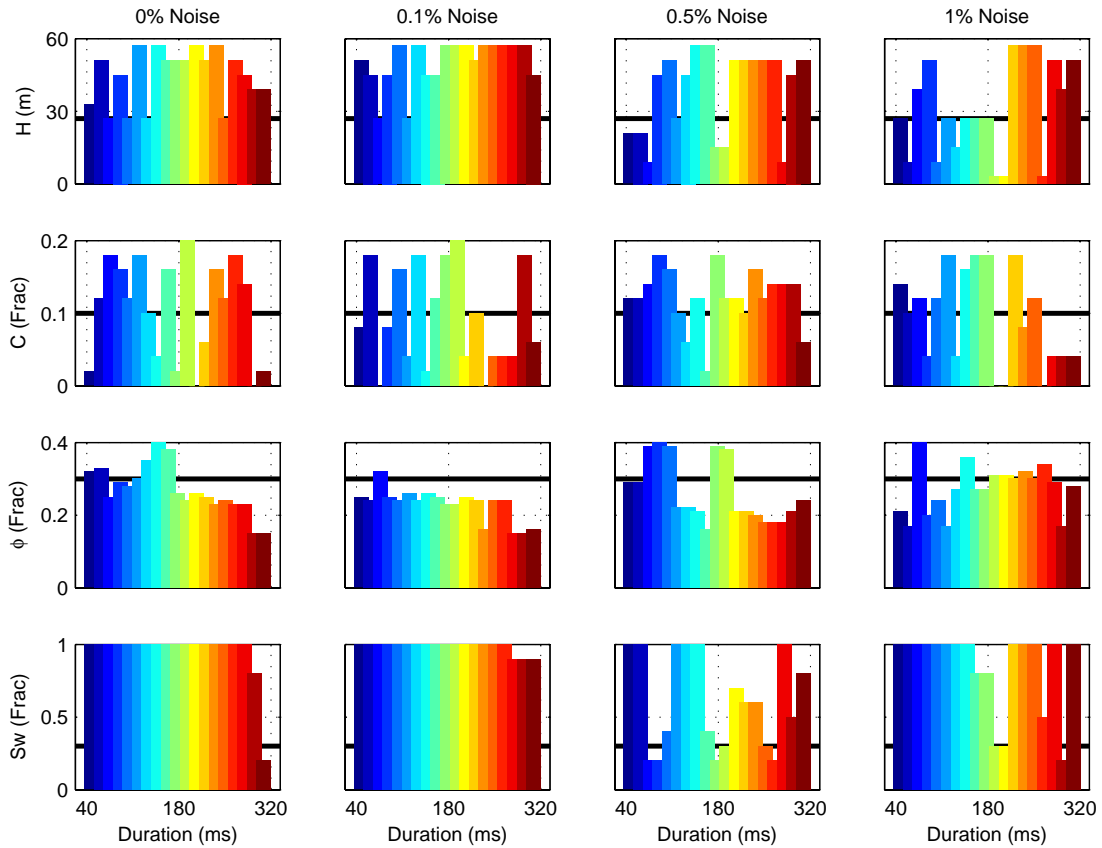 0% Noise 0.1% Noise 0.5% Noise 1% Noise
60
30
0
H (m)
0.2
0.1
0
C (Frac)
0.4
0.2
0
ϕ (Frac)
1
0.5
0
Sw (Frac)
40 180 320 40 180 320 40 180 320 40 180 320
Duration (ms) Duration (ms) Duration (ms) Duration (ms)